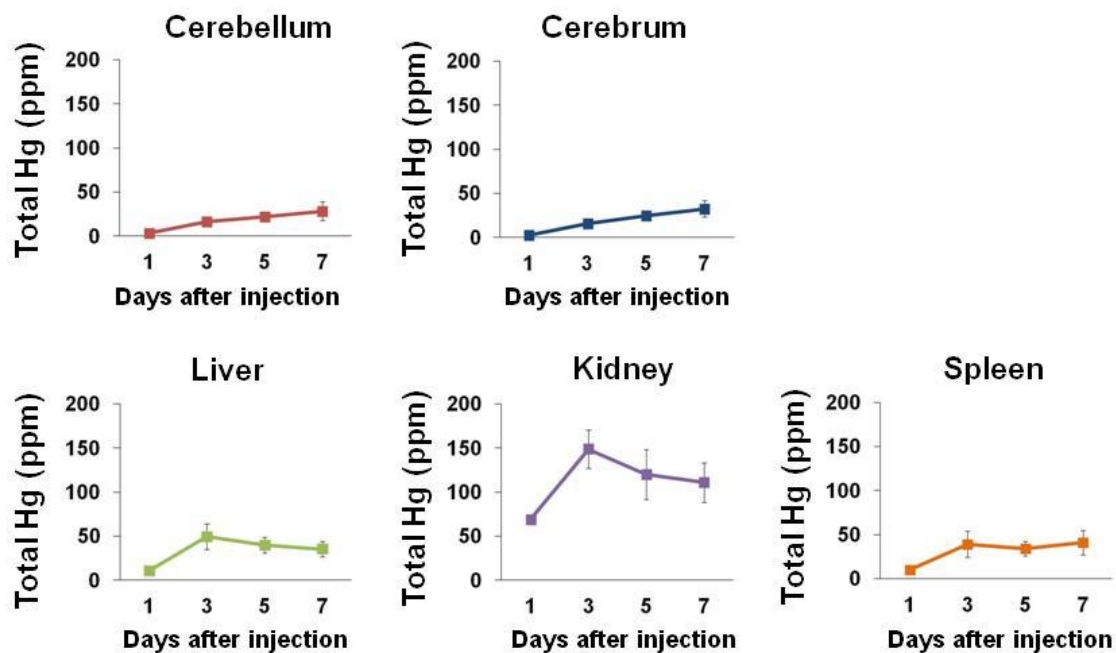 Cerebellum
Total Hg (ppm)
200
150
100
50
0
1 3 5 7
Days after injection
Cerebrum
Total Hg (ppm)
200
150
100
50
0
1 3 5 7
Days after injection
Liver
Total Hg (ppm)
200
150
100
50
0
1 3 5 7
Days after injection
Kidney
Total Hg (ppm)
200
150
100
50
0
1 3 5 7
Days after injection
Spleen
Total Hg (ppm)
200
150
100
50
0
1 3 5 7
Days after injection